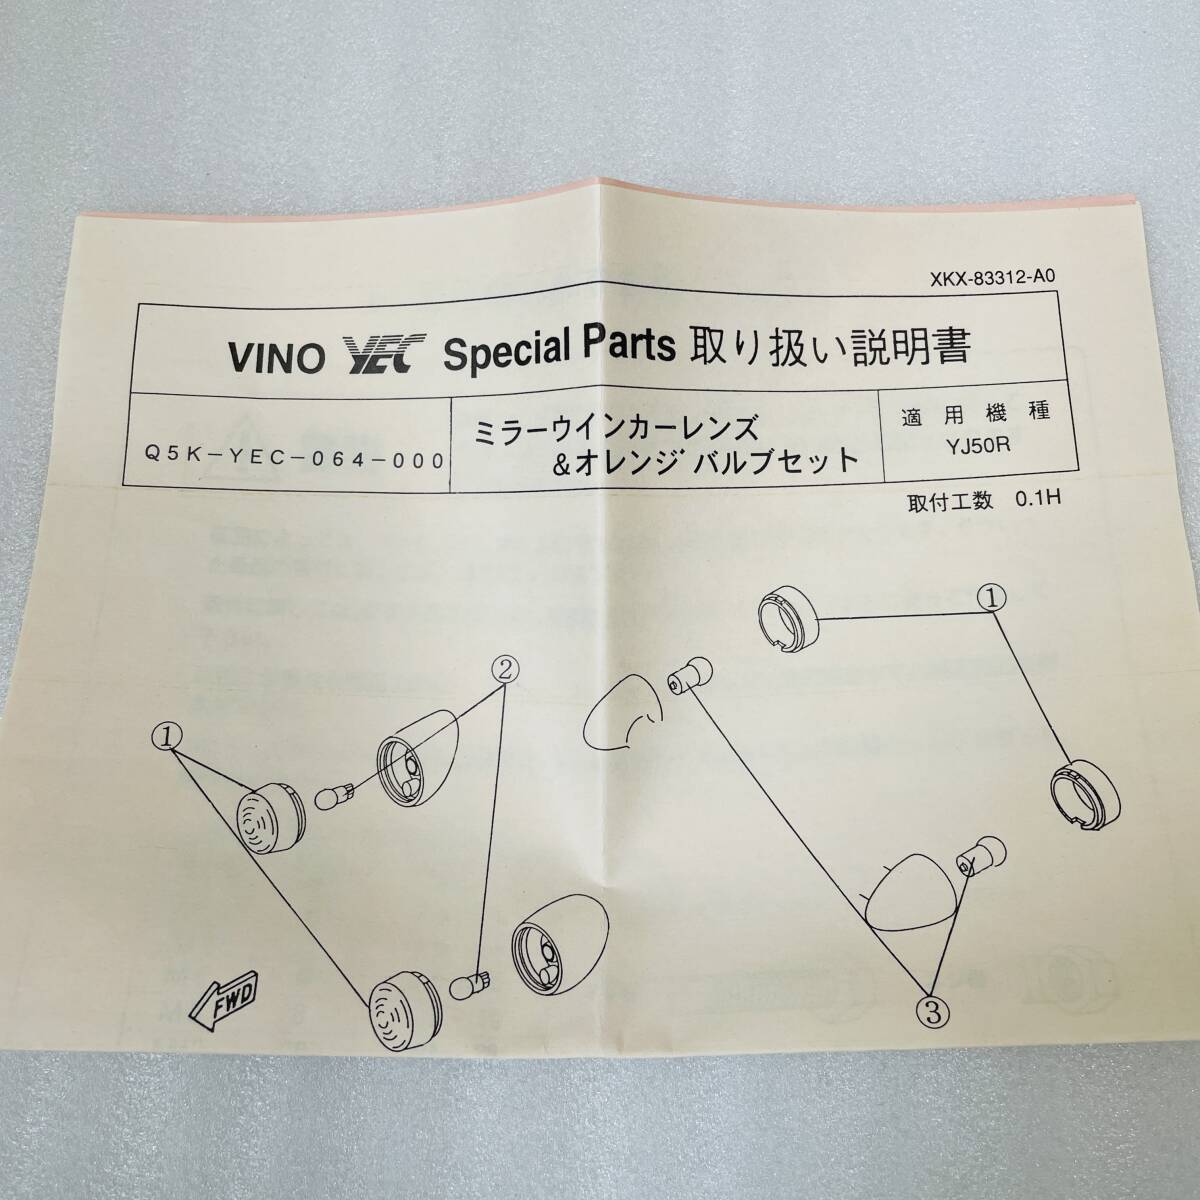 XKX-83312-A0
VINO YEC Special Parts 取り扱い説明書
Q5K-YEC-064-000
ミラーウインカーレンズ
&オレンジバルブセット
適用機種
YJ50R
取付工数 0.1H
①
②
①
①
③
FWD